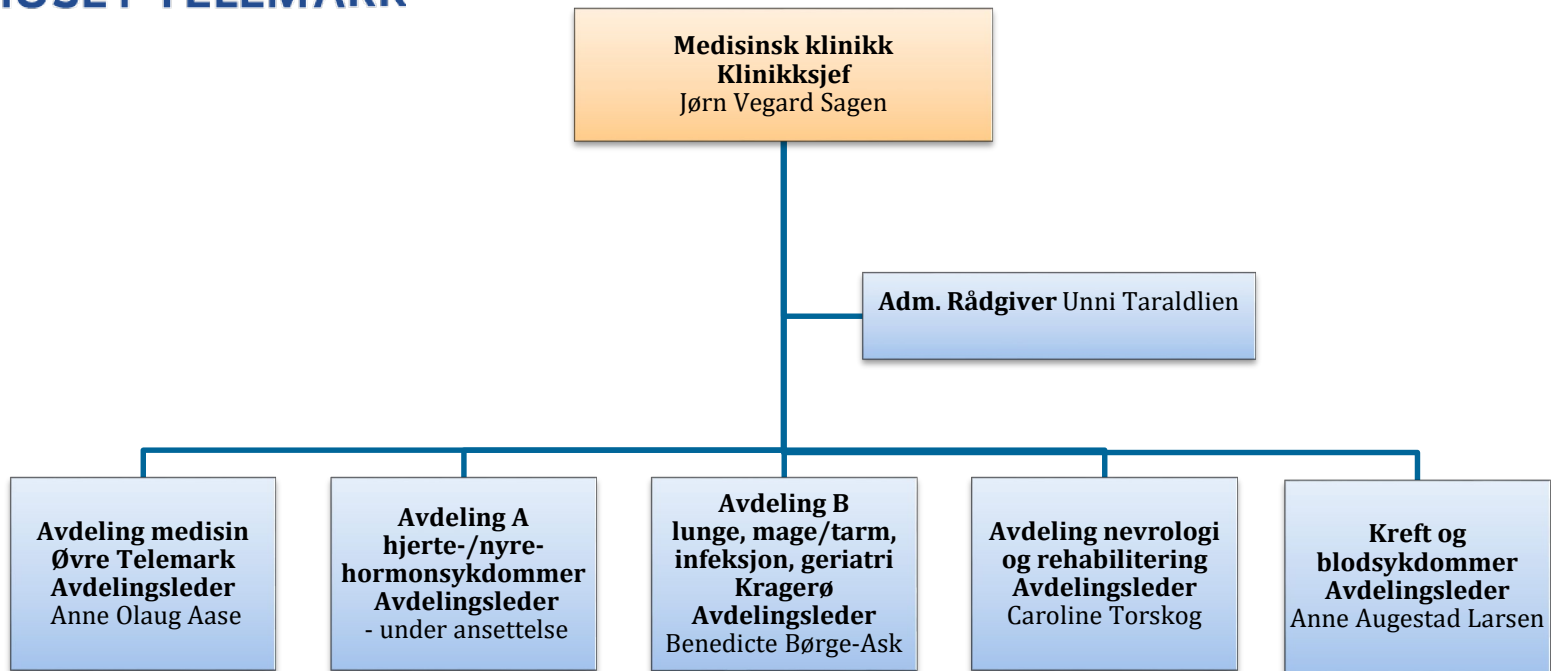 TELEMARK
Medisinsk klinikk
Klinikksjef
Jørn Vegard Sagen
Adm. Rådgiver Unni Taraldlien
Avdeling medisin
Øvre Telemark
Avdelingsleder
Anne Olaug Aase
Avdeling A
hjerte-/nyre-
hormonsykdommer
Avdelingsleder
- under ansettelse
Avdeling B
lunge, mage/tarm,
infeksjon, geriatri
Kragerø
Avdelingsleder
Benedicte Børge-Ask
Avdeling nevrologi
og rehabilitering
Avdelingsleder
Caroline Torskog
Kreft og
blodsykdommer
Avdelingsleder
Anne Augestad Larsen